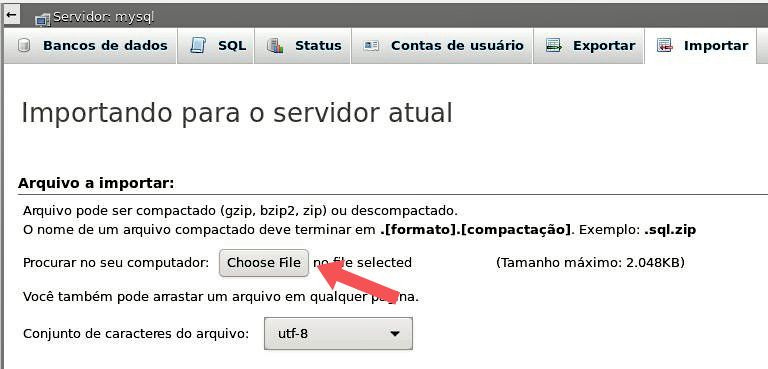 Servidor: mysql
Bancos de dados SQL Status Contas de usuário Exportar Importar
Importando para o servidor atual
Arquivo a importar:
Arquivo pode ser compactado (gzip, bzip2, zip) ou descompactado.
O nome de um arquivo compactado deve terminar em .[formato].[compactação]. Exemplo: .sql.zip
Procurar no seu computador: Choose File no file selected (Tamanho máximo: 2.048KB)
Você também pode arrastar um arquivo em qualquer página.
Conjunto de caracteres do arquivo: utf-8